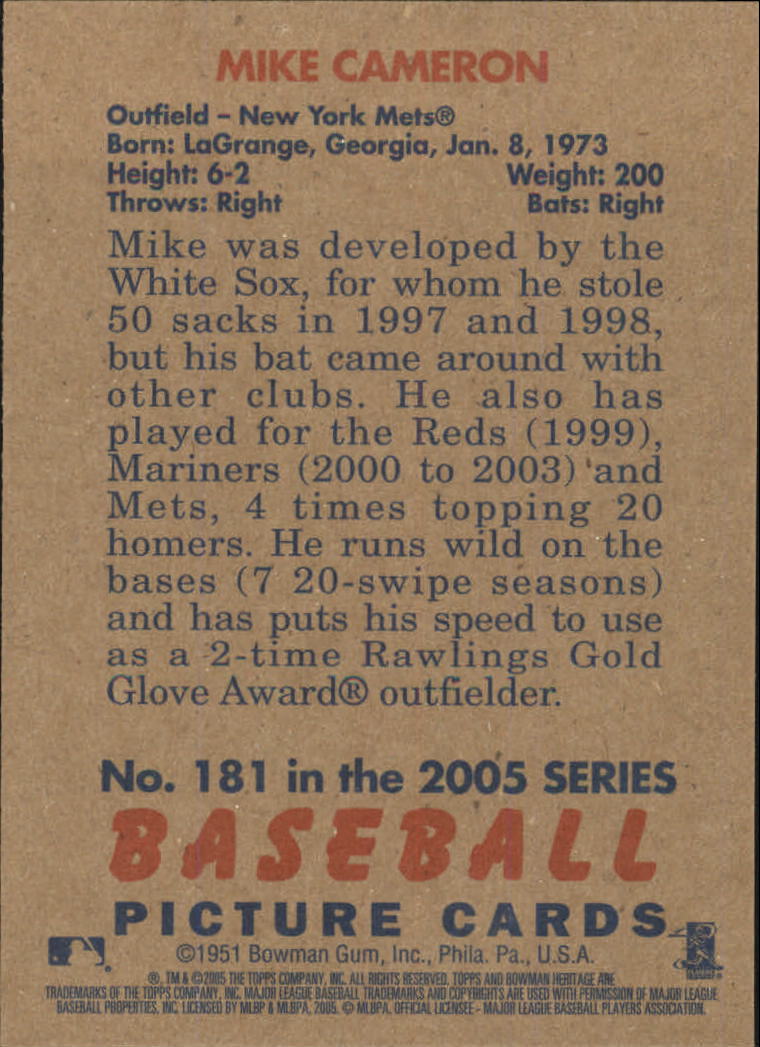 MIKE CAMERON
Outfield – New York Mets®
Born: LaGrange, Georgia, Jan. 8, 1973
Height: 6-2 Weight: 200
Throws: Right Bats: Right
Mike was developed by the
White Sox, for whom he stole
50 sacks in 1997 and 1998,
but his bat came around with
other clubs. He also has
played for the Reds (1999),
Mariners (2000 to 2003) and
Mets, 4 times topping 20
homers. He runs wild on the
bases (7 20-swipe seasons)
and has puts his speed to use
as a 2-time Rawlings Gold
Glove Award® outfielder.
No. 181 in the 2005 SERIES
BASEBALL
PICTURE CARDS
©1951 Bowman Gum, Inc., Phila. Pa., U.S.A.
®, TM & ©2005 THE TOPPS COMPANY, INC. ALL RIGHTS RESERVED. TOPPS AND BOWMAN HERITAGE ARE
TRADEMARKS OF THE TOPPS COMPANY, INC. MAJOR LEAGUE BASEBALL TRADEMARKS AND COPYRIGHTS ARE USED WITH PERMISSION OF MAJOR LEAGUE
BASEBALL PROPERTIES, INC. LICENSED BY MLBP & MLBPA, 2005. © MLBPA. OFFICIAL LICENSEE - MAJOR LEAGUE BASEBALL PLAYERS ASSOCIATION.